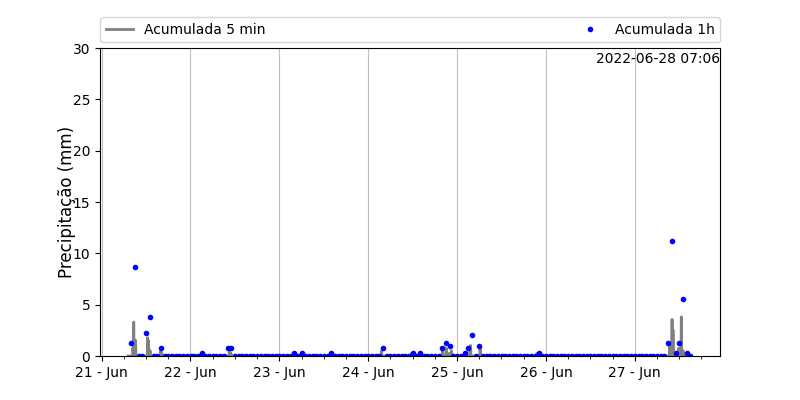 Acumulada 5 min
Acumulada 1h
2022-06-28 07:06
Precipitação (mm)
30
25
20
15
10
5
0
21 - Jun
22 - Jun
23 - Jun
24 - Jun
25 - Jun
26 - Jun
27 - Jun